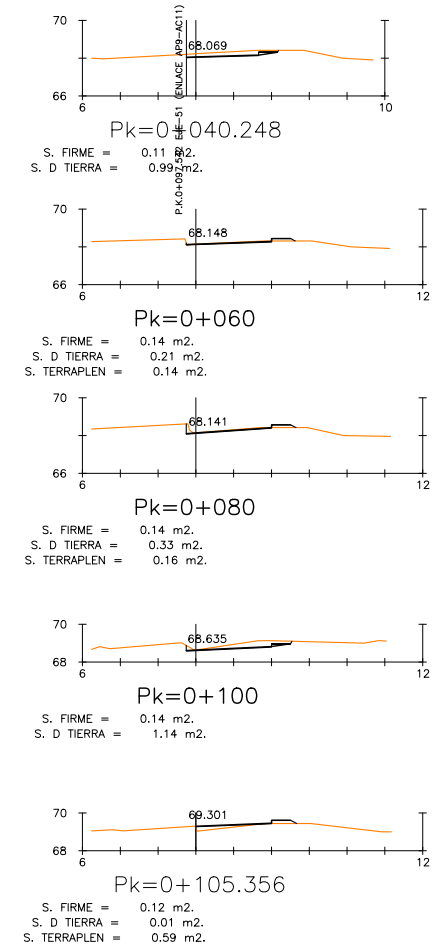 70
68.069
66
6
10
P.K.0+097.542 EJE-51 (ENLACE AP9-AC11)
Pk=0+040.248
S. FIRME = 0.11 m2.
S. D TIERRA = 0.99 m2.
70
68.148
66
6
12
Pk=0+060
S. FIRME = 0.14 m2.
S. D TIERRA = 0.21 m2.
S. TERRAPLEN = 0.14 m2.
70
68.141
66
6
12
Pk=0+080
S. FIRME = 0.14 m2.
S. D TIERRA = 0.33 m2.
S. TERRAPLEN = 0.16 m2.
70
68.635
68
6
12
Pk=0+100
S. FIRME = 0.14 m2.
S. D TIERRA = 1.14 m2.
70
69.301
68
6
12
Pk=0+105.356
S. FIRME = 0.12 m2.
S. D TIERRA = 0.01 m2.
S. TERRAPLEN = 0.59 m2.